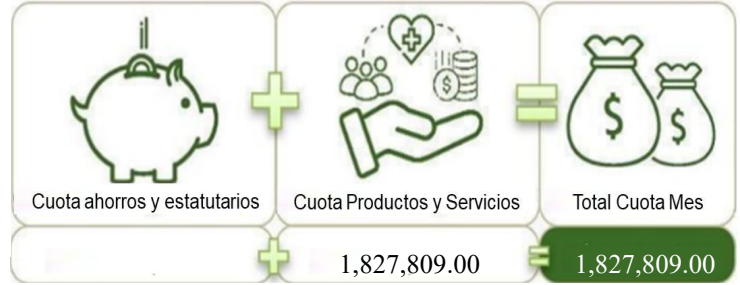 Cuota ahorros y estatutarios + Cuota Productos y Servicios = Total Cuota Mes
+ 1,827,809.00 = 1,827,809.00